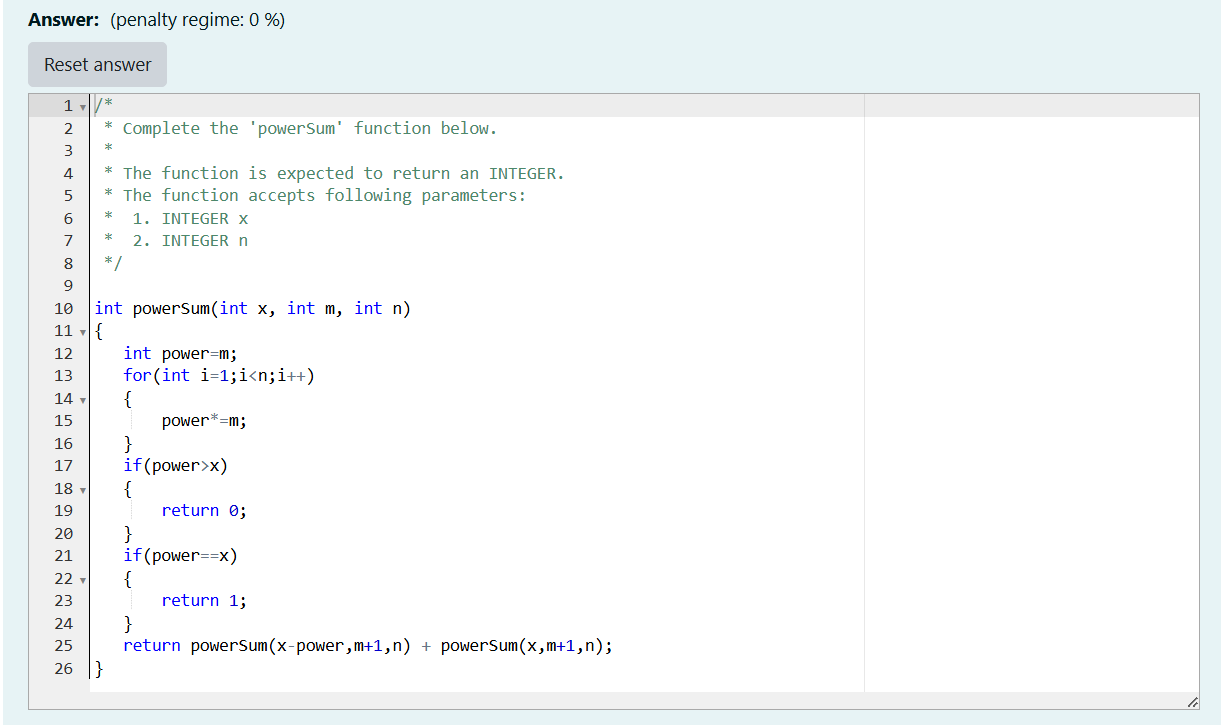 Answer: (penalty regime: 0 %)
Reset answer
1 /*
2  * Complete the 'powerSum' function below.
3  *
4  * The function is expected to return an INTEGER.
5  * The function accepts following parameters:
6  *  1. INTEGER x
7  *  2. INTEGER n
8  */
9
10 int powerSum(int x, int m, int n)
11 {
12    int power=m;
13    for(int i=1;i<n;i++)
14    {
15        power*=m;
16    }
17    if(power>x)
18    {
19        return 0;
20    }
21    if(power==x)
22    {
23        return 1;
24    }
25    return powerSum(x-power,m+1,n) + powerSum(x,m+1,n);
26 }